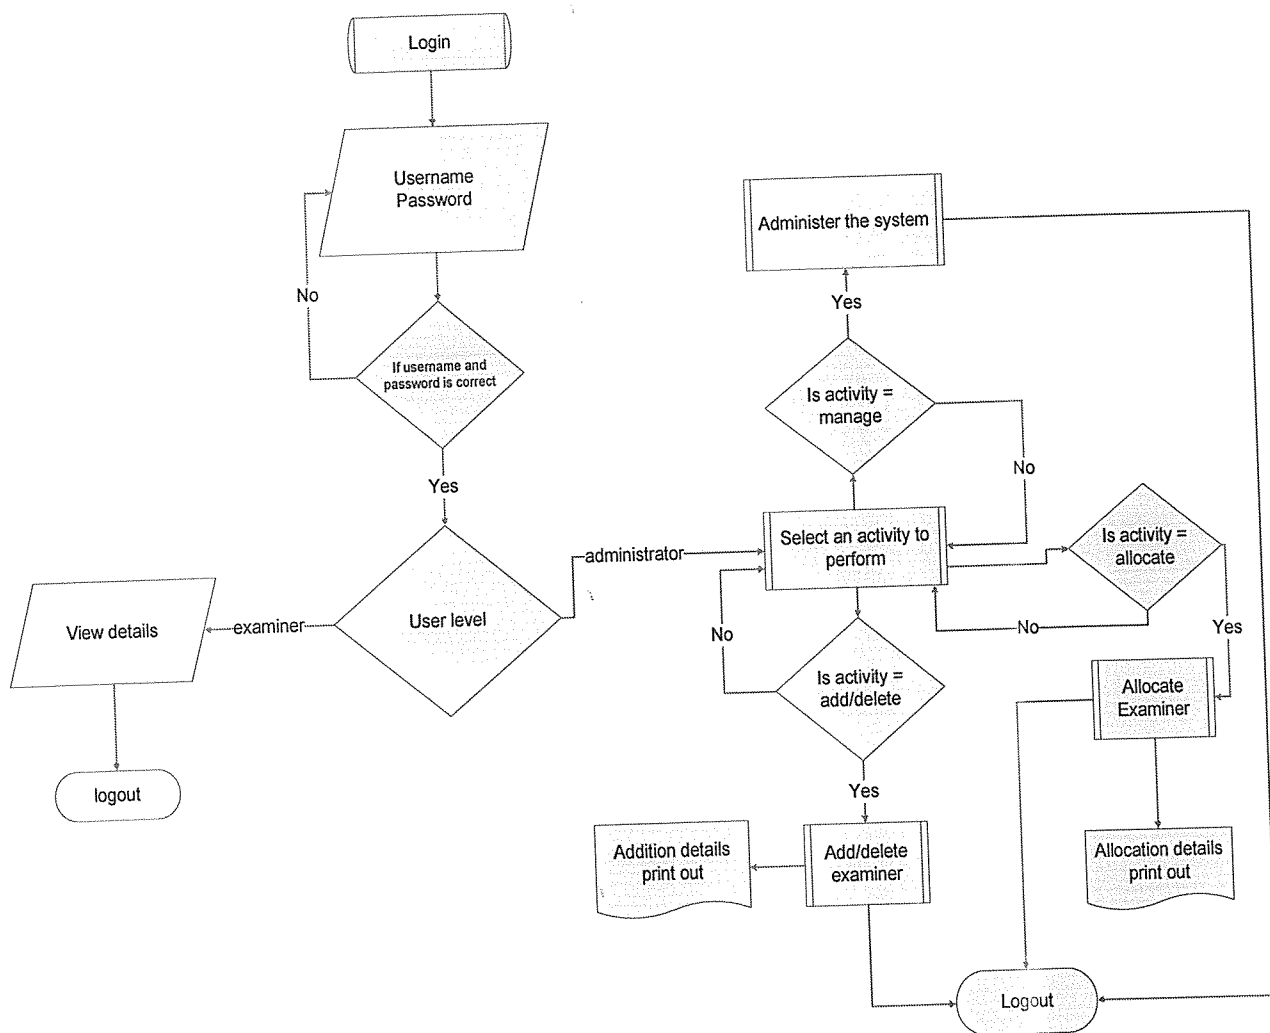 Login
Username
Password
No
If username and
password is correct
Yes
User level
examiner
View details
logout
administrator
Administer the system
Yes
Is activity =
manage
No
Select an activity to
perform
Is activity =
allocate
No
Yes
Allocate
Examiner
Allocation details
print out
No
Is activity =
add/delete
Yes
Add/delete
examiner
Addition details
print out
Logout